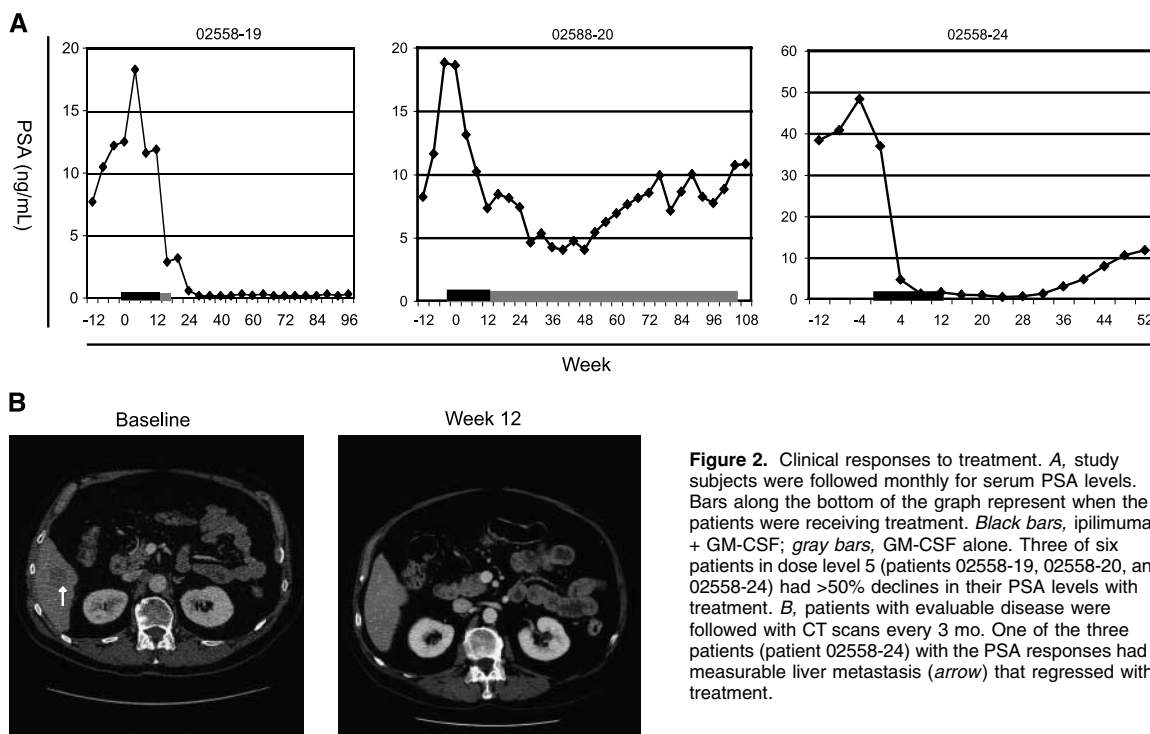 A
02558-19
02588-20
02558-24
PSA (ng/mL)
20
15
10
5
0
-12 0 12 24 36 48 60 72 84 96
20
15
10
5
0
-12 0 12 24 36 48 60 72 84 96 108
60
50
40
30
20
10
0
-12 -4 4 12 20 28 36 44 52
Week
B
Baseline
Week 12
Figure 2. Clinical responses to treatment. A, study
subjects were followed monthly for serum PSA levels.
Bars along the bottom of the graph represent when the
patients were receiving treatment. Black bars, ipilimuma
+ GM-CSF; gray bars, GM-CSF alone. Three of six
patients in dose level 5 (patients 02558-19, 02558-20, an
02558-24) had >50% declines in their PSA levels with
treatment. B, patients with evaluable disease were
followed with CT scans every 3 mo. One of the three
patients (patient 02558-24) with the PSA responses had
measurable liver metastasis (arrow) that regressed with
treatment.